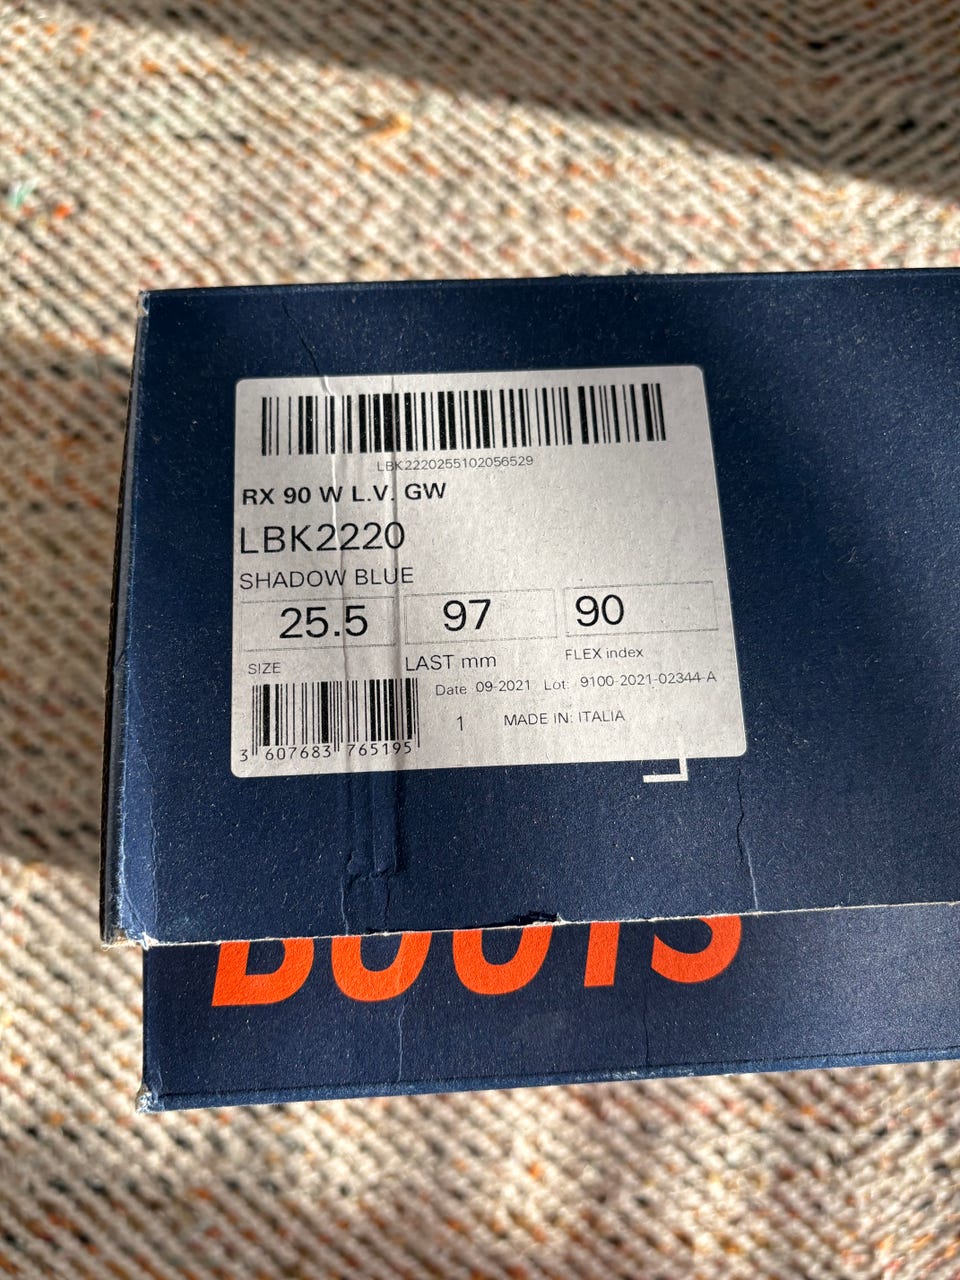 LBK2220255102056529
RX 90 W L.V. GW
LBK2220
SHADOW BLUE
25.5 97 90
SIZE LAST mm FLEX index
Date 09-2021 Lot: 9100-2021-02344-A
1 MADE IN: ITALIA
3 607683 765195
BOOTS